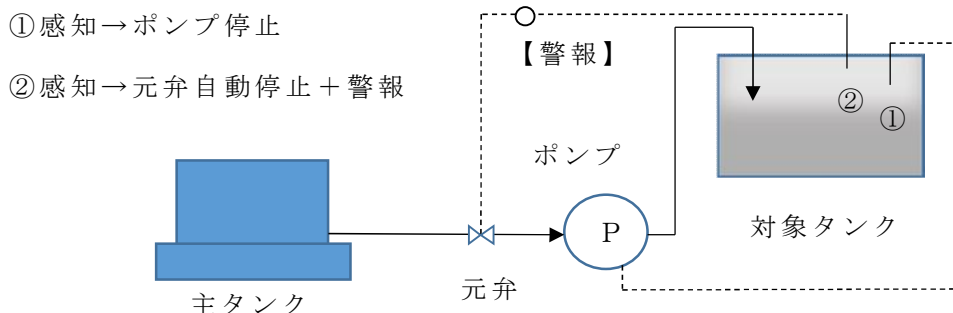 ①感知→ポンプ停止
②感知→元弁自動停止+警報
【警報】
②
①
ポンプ
P
対象タンク
元弁
主タンク